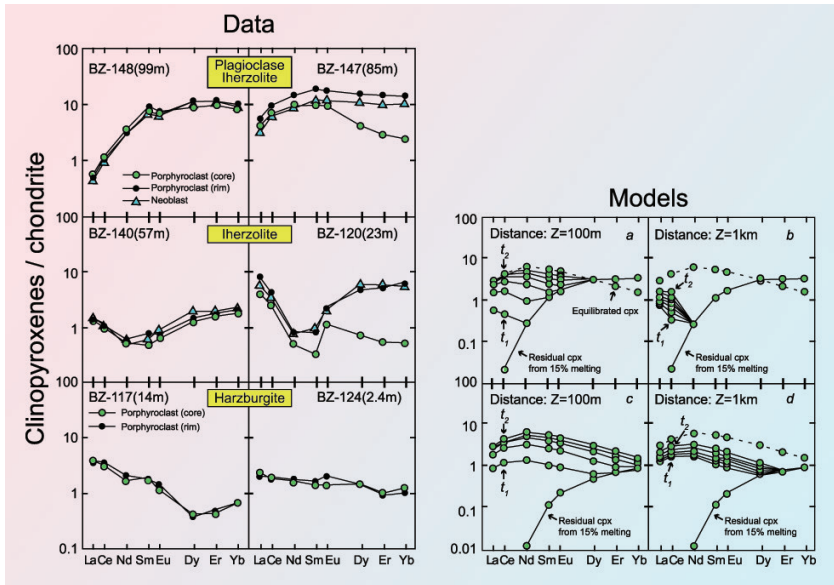 Data
Clinopyroxenes / chondrite
100
10
1
100
10
1
100
10
1
0.1
BZ-148(99m)
Plagioclase
lherzolite
BZ-147(85m)
Porphyroclast (core)
Porphyroclast (rim)
Neoblast
BZ-140(57m)
lherzolite
BZ-120(23m)
BZ-117(14m)
Harzburgite
BZ-124(2.4m)
Porphyroclast (core)
Porphyroclast (rim)
La Ce Nd Sm Eu Dy Er Yb
La Ce Nd Sm Eu Dy Er Yb
Models
100
10
1
0.1
100
10
1
0.1
0.01
Distance: Z=100m a
t2
t1
Equilibrated cpx
Residual cpx
from 15% melting
Distance: Z=1km b
t2
t1
Residual cpx
from 15% melting
Distance: Z=100m c
t2
t1
Residual cpx
from 15% melting
Distance: Z=1km d
t2
t1
Residual cpx
from 15% melting
La Ce Nd Sm Eu Dy Er Yb
La Ce Nd Sm Eu Dy Er Yb